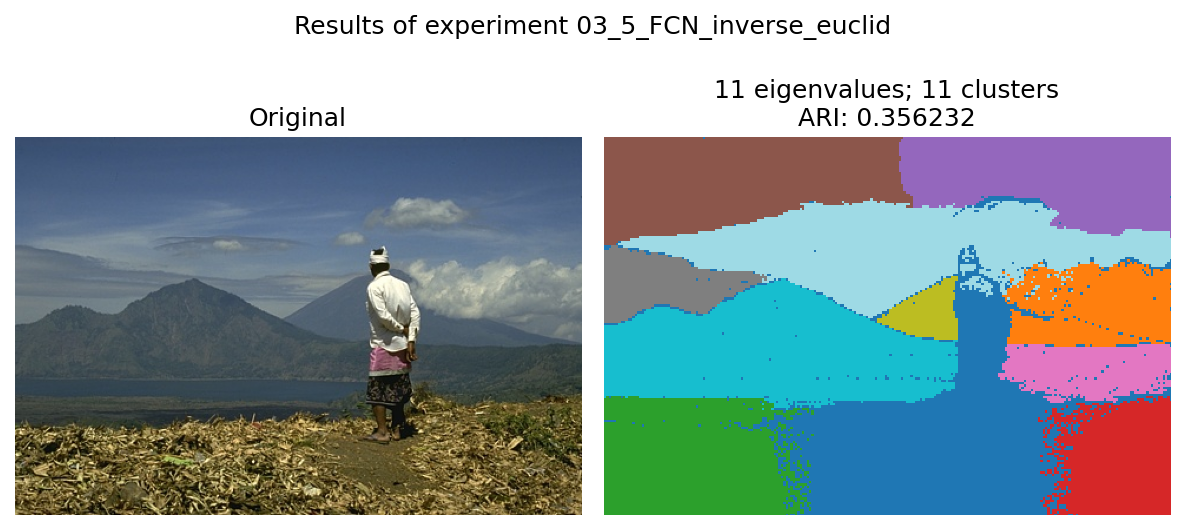 Results of experiment 03_5_FCN_inverse_euclid
Original
11 eigenvalues; 11 clusters
ARI: 0.356232